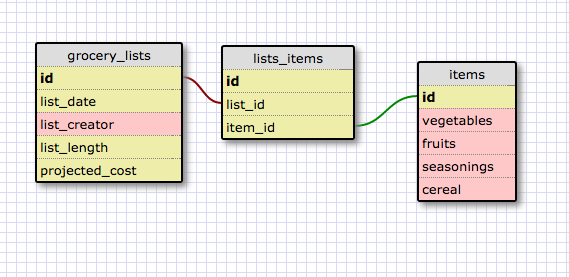 grocery_lists
id
list_date
list_creator
list_length
projected_cost
lists_items
id
list_id
item_id
items
id
vegetables
fruits
seasonings
cereal